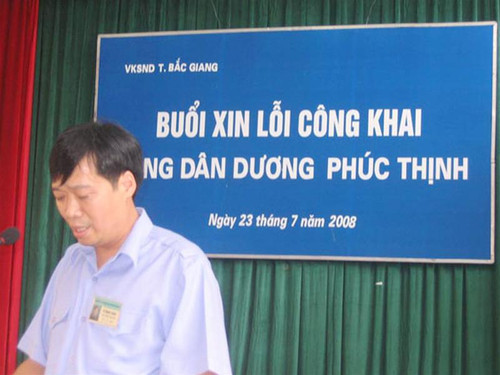 VKSND T. BẮC GIANG
BUỔI XIN LỖI CÔNG KHAI
NG DÂN DƯƠNG PHÚC THỊNH
Ngày 23 tháng 7 năm 2008